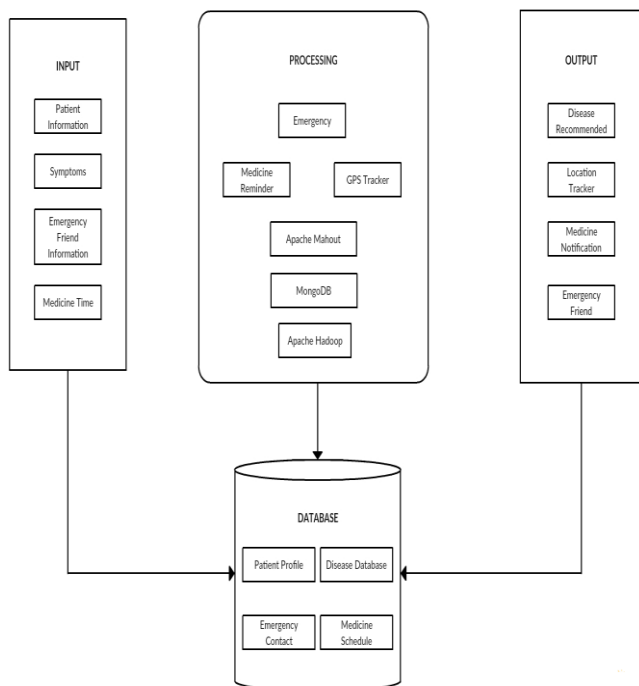 INPUT
Patient
Information
Symptoms
Emergency
Friend
Information
Medicine Time
PROCESSING
Emergency
Medicine
Reminder
GPS Tracker
Apache Mahout
MongoDB
Apache Hadoop
OUTPUT
Disease
Recommended
Location
Tracker
Medicine
Notification
Emergency
Friend
DATABASE
Patient Profile
Disease Database
Emergency
Contact
Medicine
Schedule